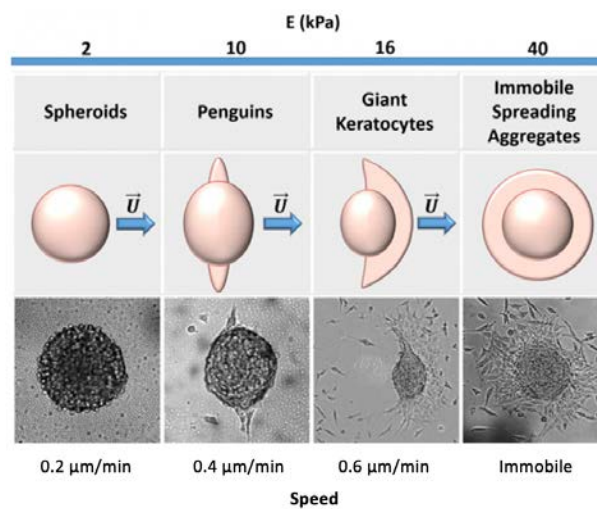 E (kPa)
2 10 16 40
Spheroids Penguins Giant Keratocytes Immobile Spreading Aggregates
U U U
0.2 µm/min 0.4 µm/min 0.6 µm/min Immobile
Speed